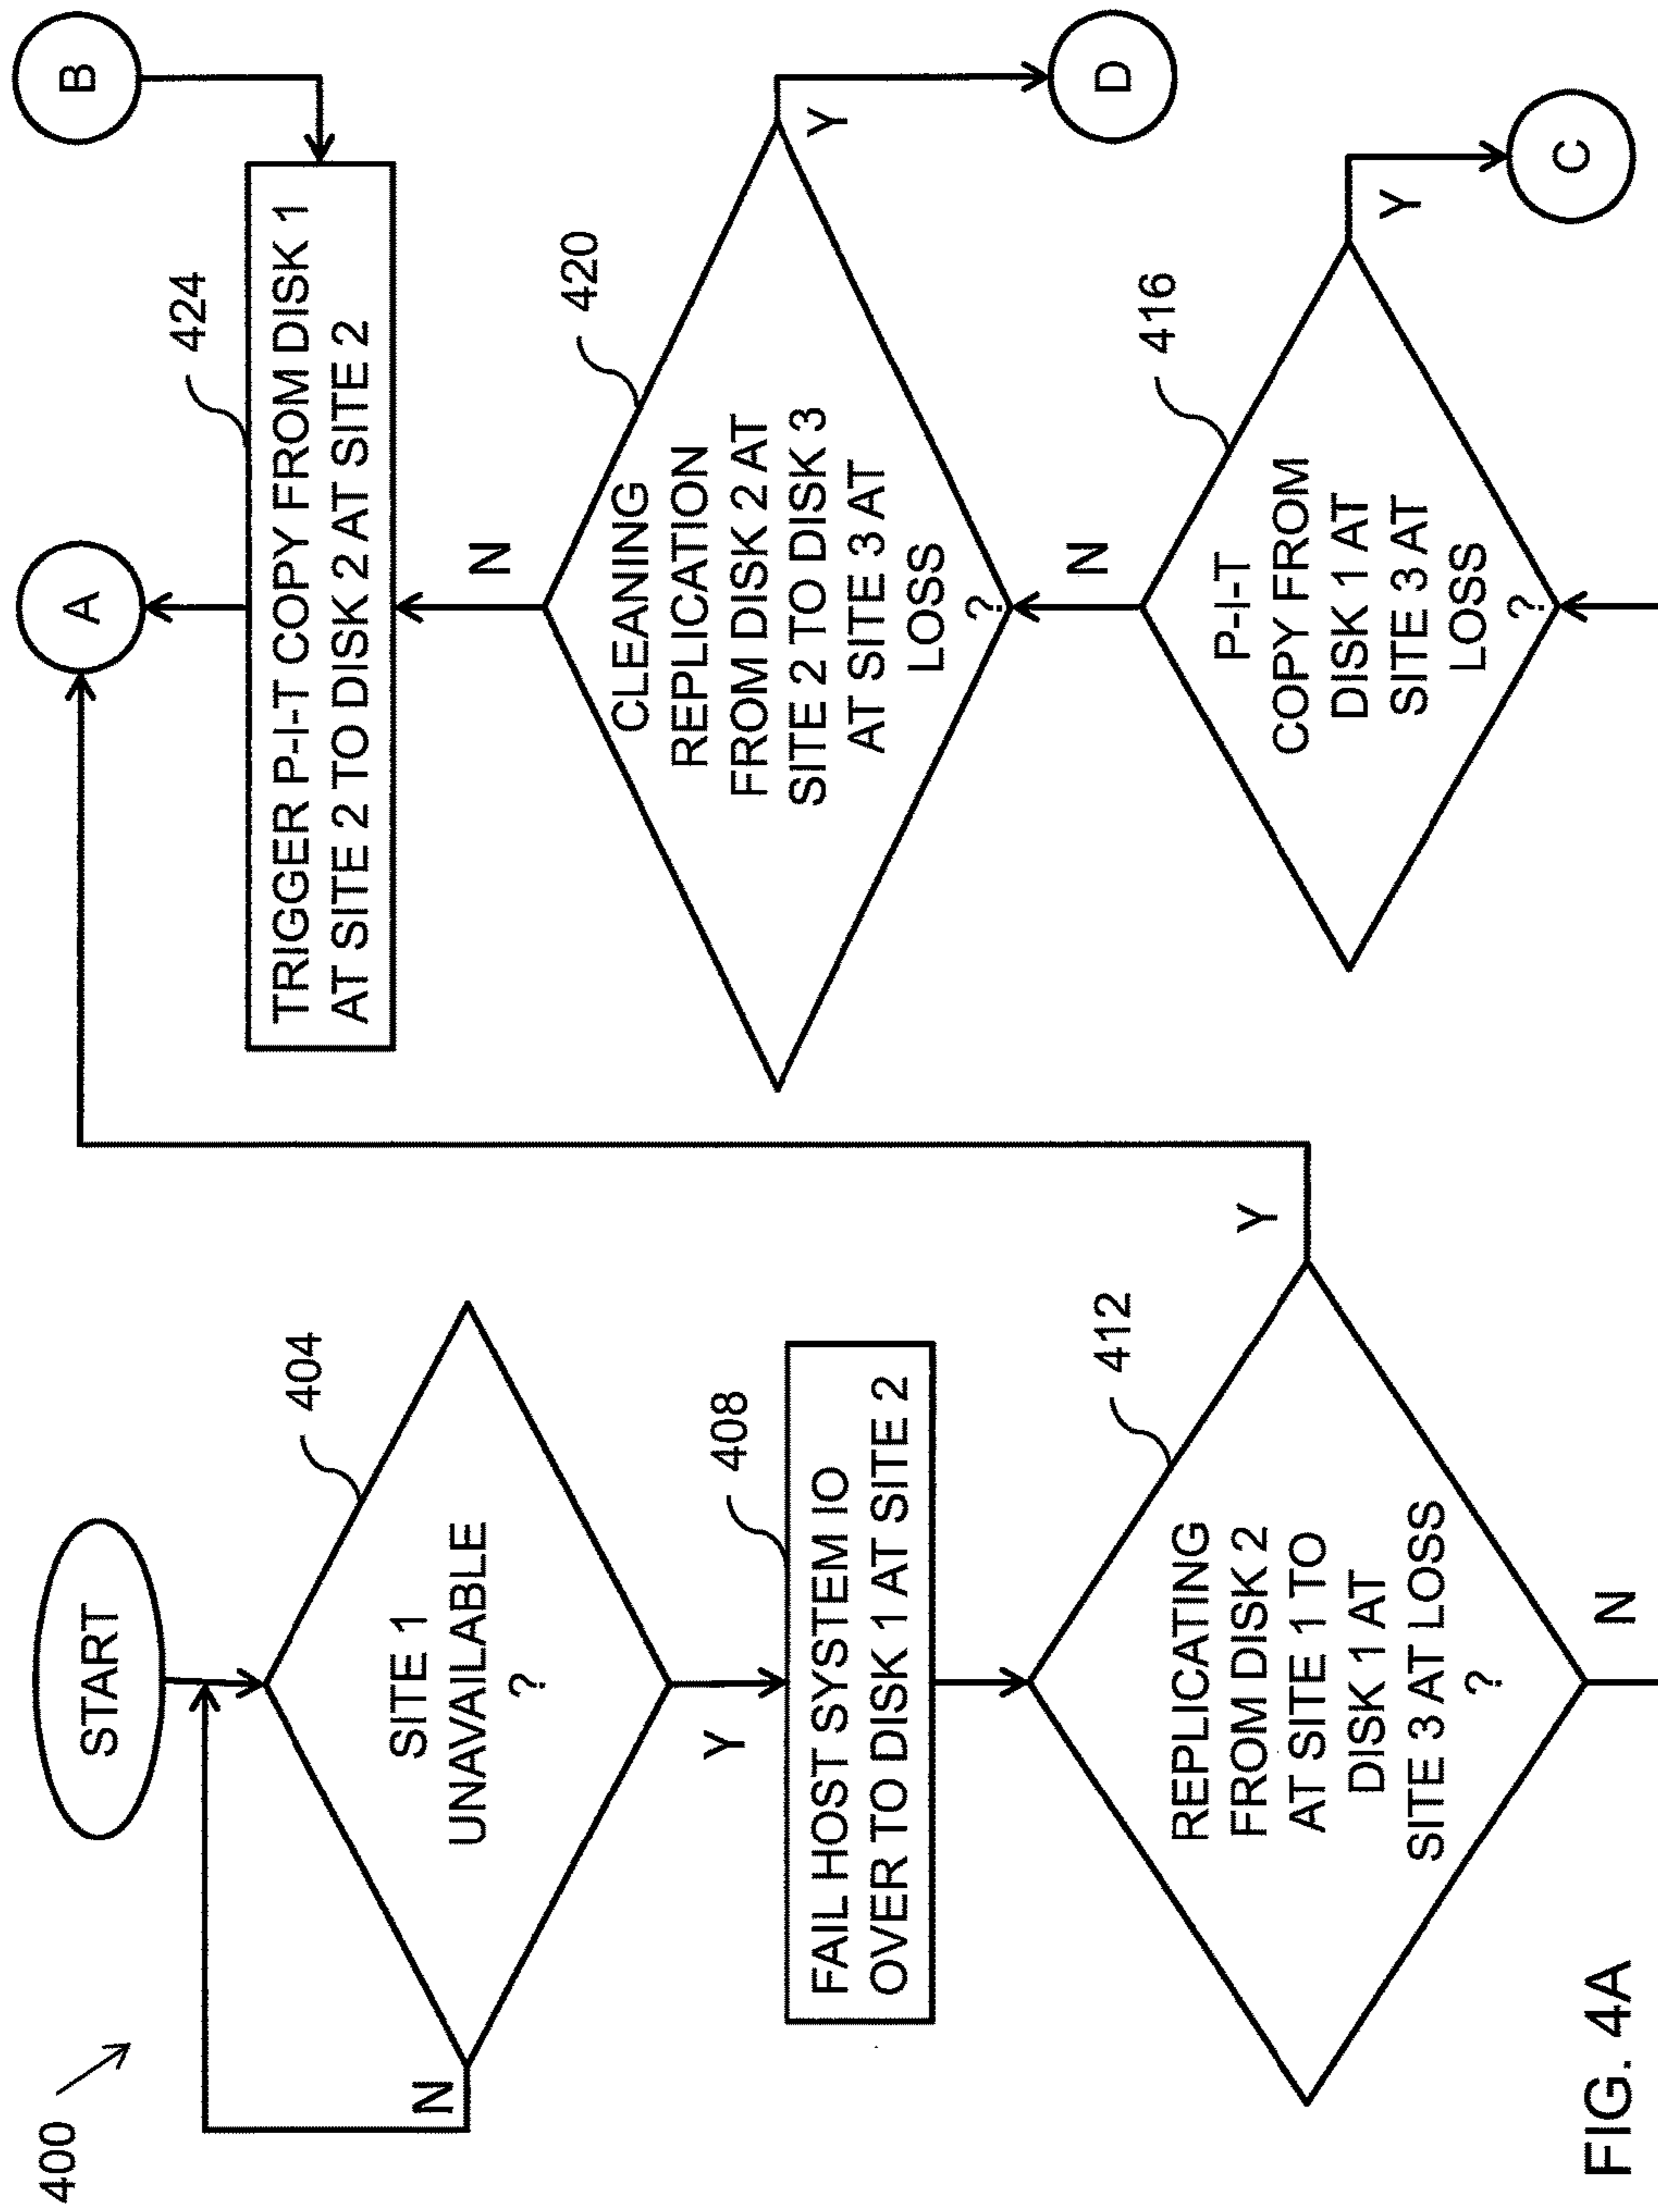 400
START
404
SITE 1
UNAVAILABLE
?
N
Y
408
FAIL HOST SYSTEM IO
OVER TO DISK 1 AT SITE 2
412
REPLICATING
FROM DISK 2
AT SITE 1 TO
DISK 1 AT
SITE 3 AT LOSS
?
Y
N
A
B
424
TRIGGER P-I-T COPY FROM DISK 1
AT SITE 2 TO DISK 2 AT SITE 2
N
420
CLEANING
REPLICATION
FROM DISK 2 AT
SITE 2 TO DISK 3
AT SITE 3 AT
LOSS
?
Y
D
N
416
P-I-T
COPY FROM
DISK 1 AT
SITE 3 AT
LOSS
?
Y
C
FIG. 4A